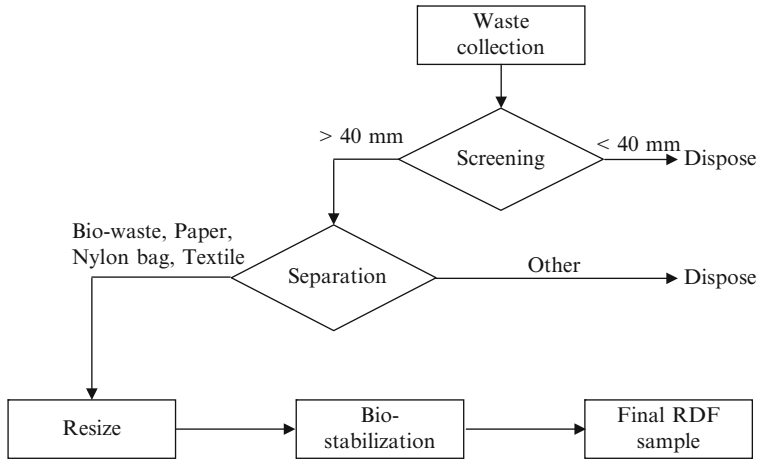 Waste
collection
> 40 mm
Screening
< 40 mm
Dispose
Bio-waste, Paper,
Nylon bag, Textile
Separation
Other
Dispose
Resize
Bio-
stabilization
Final RDF
sample